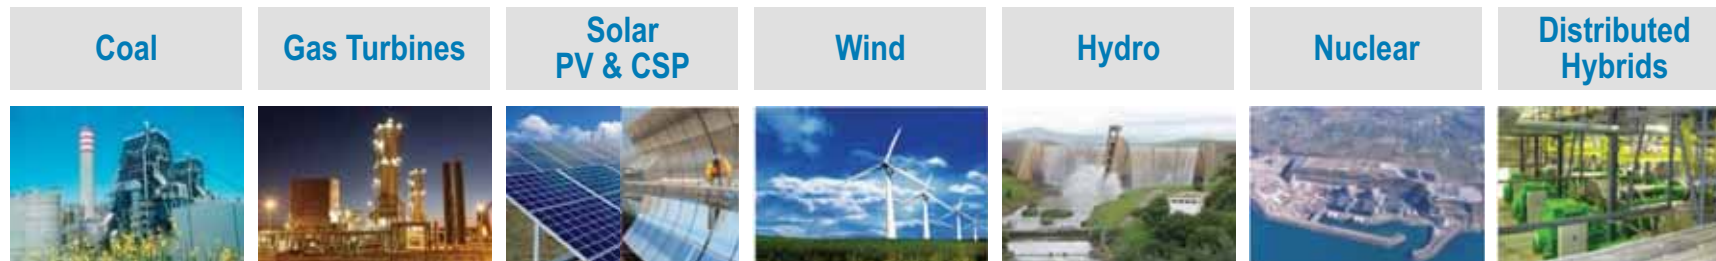 Coal
Gas Turbines
Solar
PV & CSP
Wind
Hydro
Nuclear
Distributed
Hybrids